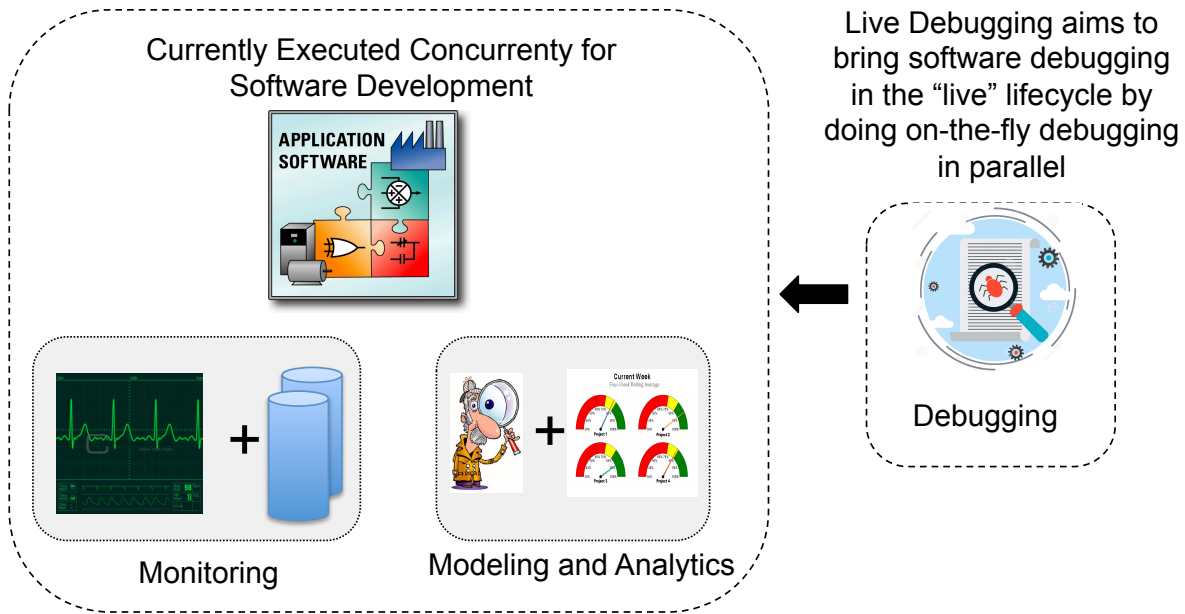 Currently Executed Concurrenty for
Software Development
APPLICATION
SOFTWARE
Live Debugging aims to
bring software debugging
in the “live” lifecycle by
doing on-the-fly debugging
in parallel
Debugging
+
98
Monitoring
+
Current Week
Project 1
Project 2
Project 3
Project 4
Modeling and Analytics